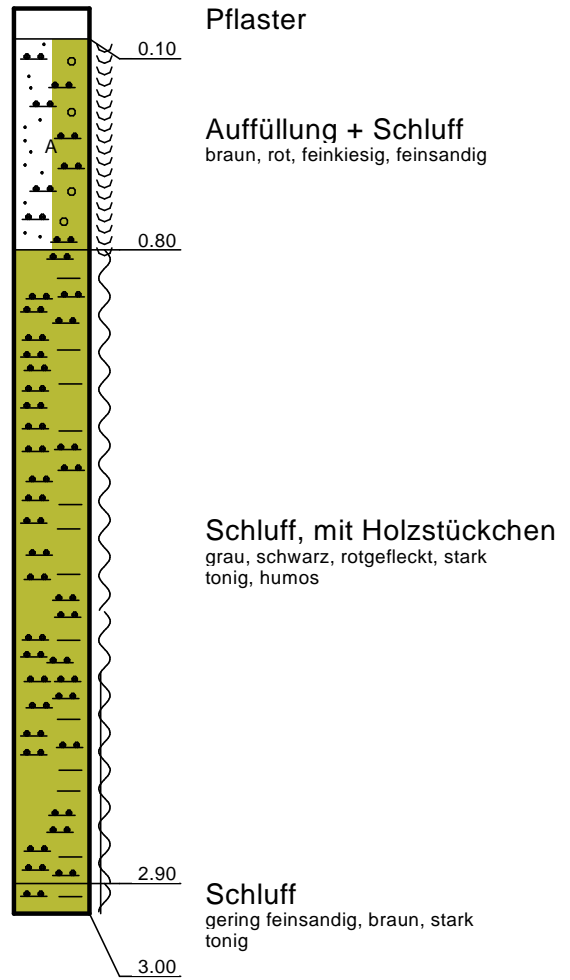 Pflaster
0.10
A
Auffüllung + Schluff
braun, rot, feinkiesig, feinsandig
0.80
Schluff, mit Holzstückchen
grau, schwarz, rotgefleckt, stark
tonig, humos
2.90
Schluff
gering feinsandig, braun, stark
tonig
3.00